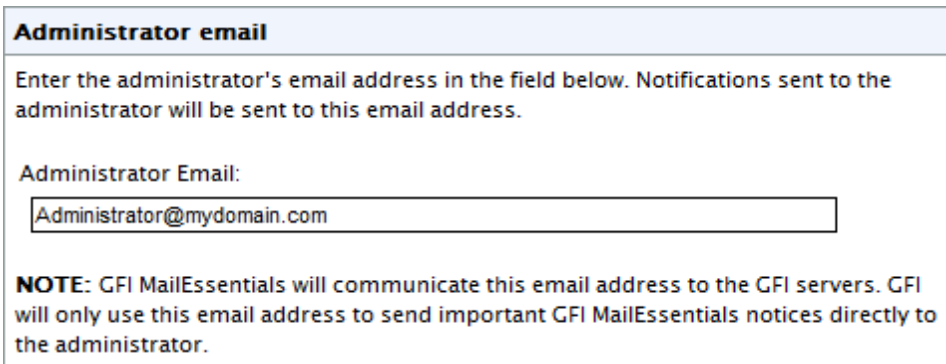 Administrator email
Enter the administrator's email address in the field below. Notifications sent to the
administrator will be sent to this email address.
Administrator Email:
Administrator@mydomain.com
NOTE: GFI MailEssentials will communicate this email address to the GFI servers. GFI
will only use this email address to send important GFI MailEssentials notices directly to
the administrator.